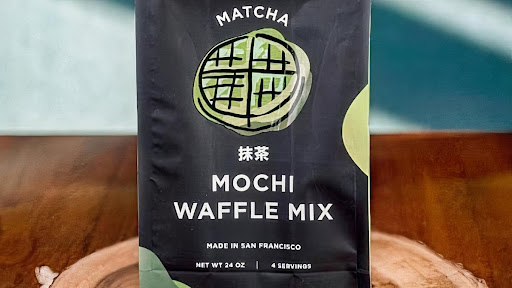 MATCHA
抹茶
MOCHI
WAFFLE MIX
MADE IN SAN FRANCISCO
NET WT 24 OZ | 4 SERVINGS